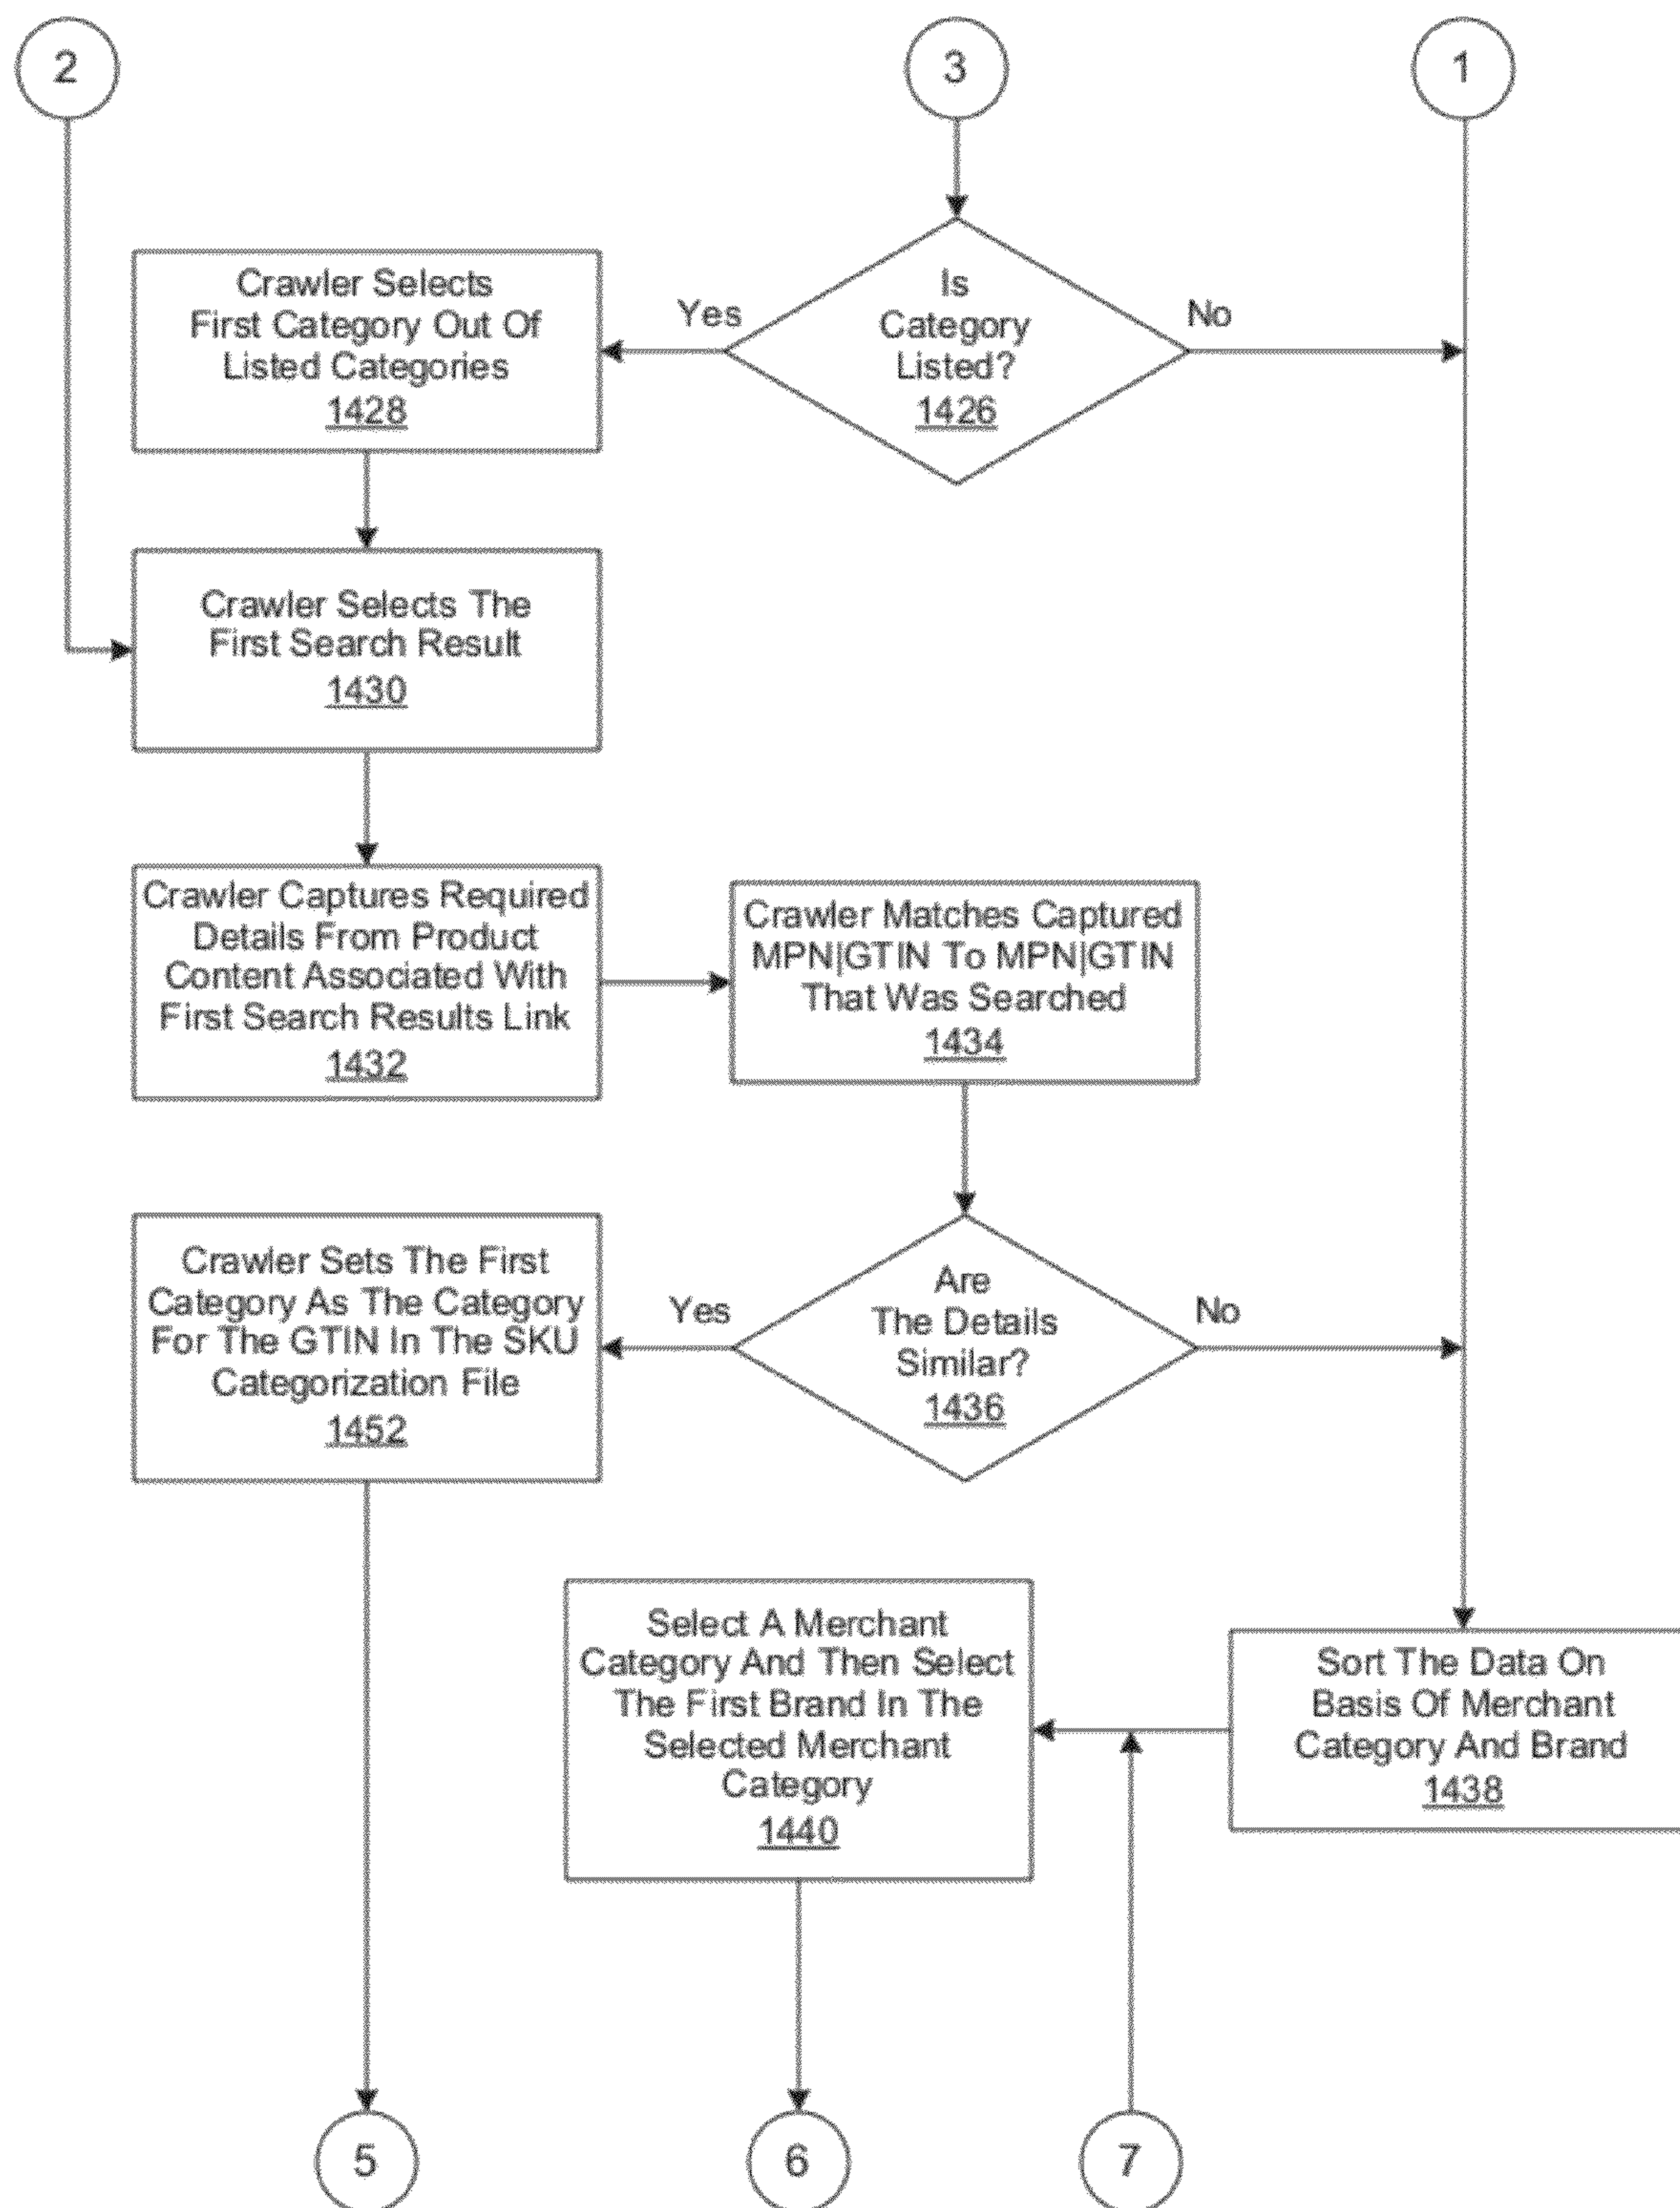 2
3
1
Crawler Selects
First Category Out Of
Listed Categories
1428
Yes
Is
Category
Listed?
1426
No
Crawler Selects The
First Search Result
1430
Crawler Captures Required
Details From Product
Content Associated With
First Search Results Link
1432
Crawler Matches Captured
MPN|GTIN To MPN|GTIN
That Was Searched
1434
Crawler Sets The First
Category As The Category
For The GTIN In The SKU
Categorization File
1452
Yes
Are
The Details
Similar?
1436
No
Select A Merchant
Category And Then Select
The First Brand In The
Selected Merchant
Category
1440
Sort The Data On
Basis Of Merchant
Category And Brand
1438
5
6
7